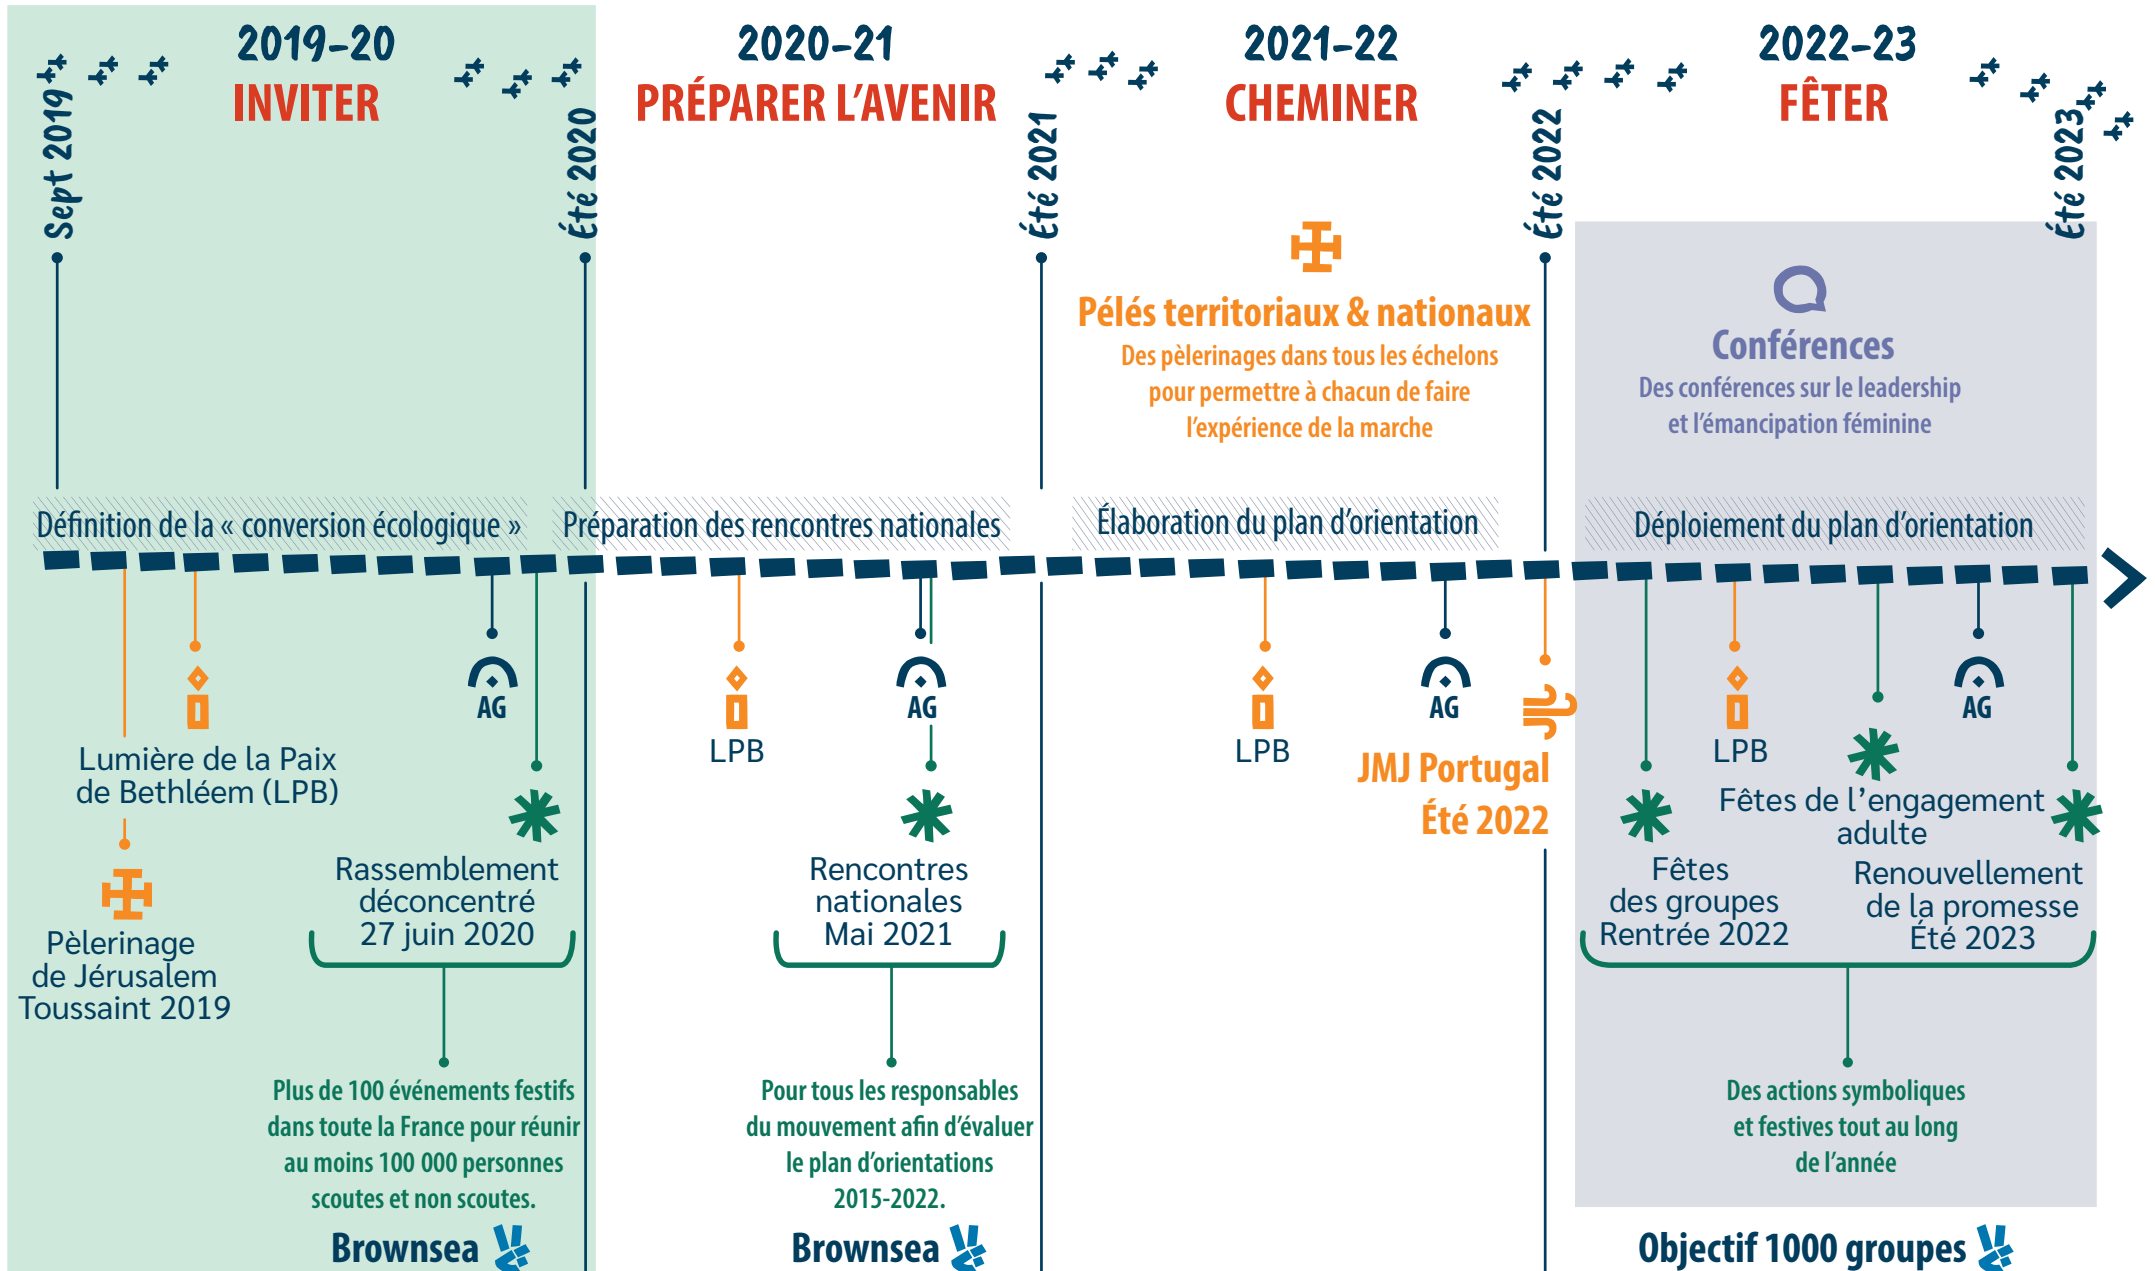 2019-20
INVITER
2020-21
PRÉPARER L'AVENIR
2021-22
CHEMINER
2022-23
FÊTER
Sept 2019
Été 2020
Été 2021
Été 2022
Été 2023
Pélés territoriaux & nationaux
Des pèlerinages dans tous les échelons
pour permettre à chacun de faire
l'expérience de la marche
Conférences
Des conférences sur le leadership
et l'émancipation féminine
Définition de la « conversion écologique »
Préparation des rencontres nationales
Élaboration du plan d'orientation
Déploiement du plan d'orientation
Lumière de la Paix
de Bethléem (LPB)
Pèlerinage
de Jérusalem
Toussaint 2019
AG
Rassemblement
déconcentré
27 juin 2020
Plus de 100 événements festifs
dans toute la France pour réunir
au moins 100 000 personnes
scoutes et non scoutes.
Brownsea
LPB
AG
Rencontres
nationales
Mai 2021
Pour tous les responsables
du mouvement afin d'évaluer
le plan d'orientations
2015-2022.
Brownsea
LPB
AG
JMJ Portugal
Été 2022
LPB
AG
Fêtes de l'engagement
adulte
Fêtes
des groupes
Rentrée 2022
Renouvellement
de la promesse
Été 2023
Des actions symboliques
et festives tout au long
de l'année
Objectif 1000 groupes